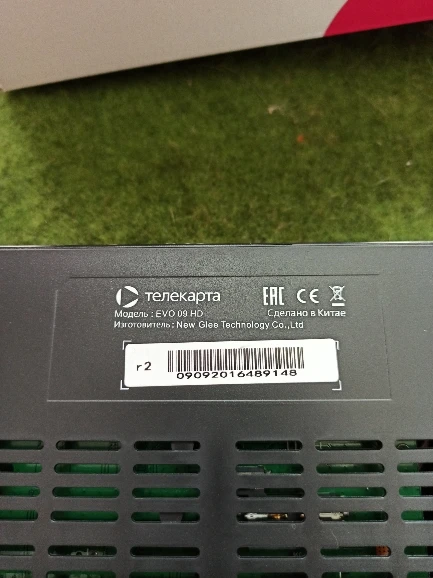 телекарта
EAC CE
Модель : EVO 09 HD
Сделано в Китае
Изготовитель : New Glee Technology Co.,Ltd
r2
09092016489148